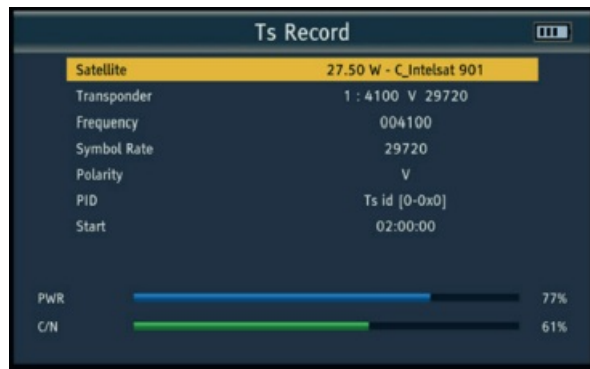 Ts Record
Satellite 27.50 W - C_Intelsat 901
Transponder 1 : 4100 V 29720
Frequency 004100
Symbol Rate 29720
Polarity V
PID Ts id [0-0x0]
Start 02:00:00
PWR 77%
C/N 61%